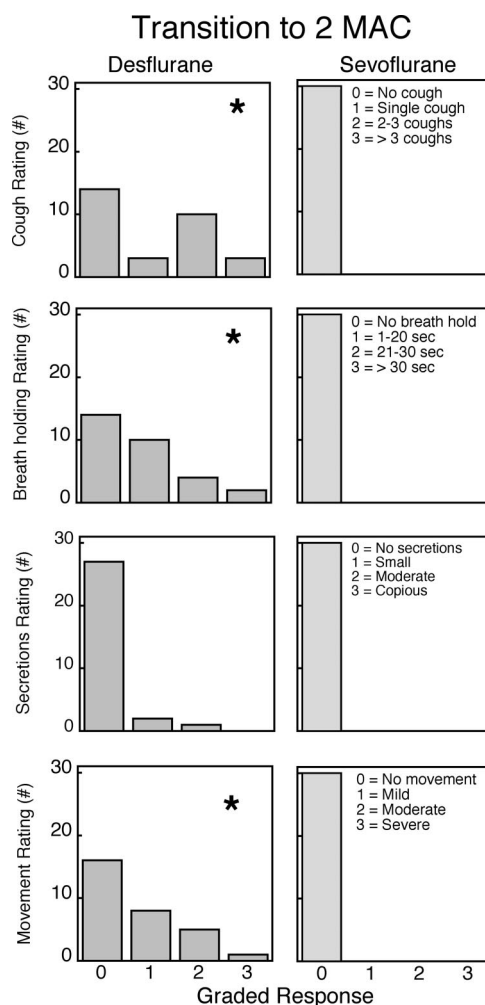 Transition to 2 MAC
Desflurane
Sevoflurane
Cough Rating (#)
30
20
10
0
*
0 = No cough
1 = Single cough
2 = 2-3 coughs
3 = > 3 coughs
Breath holding Rating (#)
30
20
10
0
*
0 = No breath hold
1 = 1-20 sec
2 = 21-30 sec
3 = > 30 sec
Secretions Rating (#)
30
20
10
0
0 = No secretions
1 = Small
2 = Moderate
3 = Copious
Movement Rating (#)
30
20
10
0
*
0 = No movement
1 = Mild
2 = Moderate
3 = Severe
0 1 2 3
0 1 2 3
Graded Response